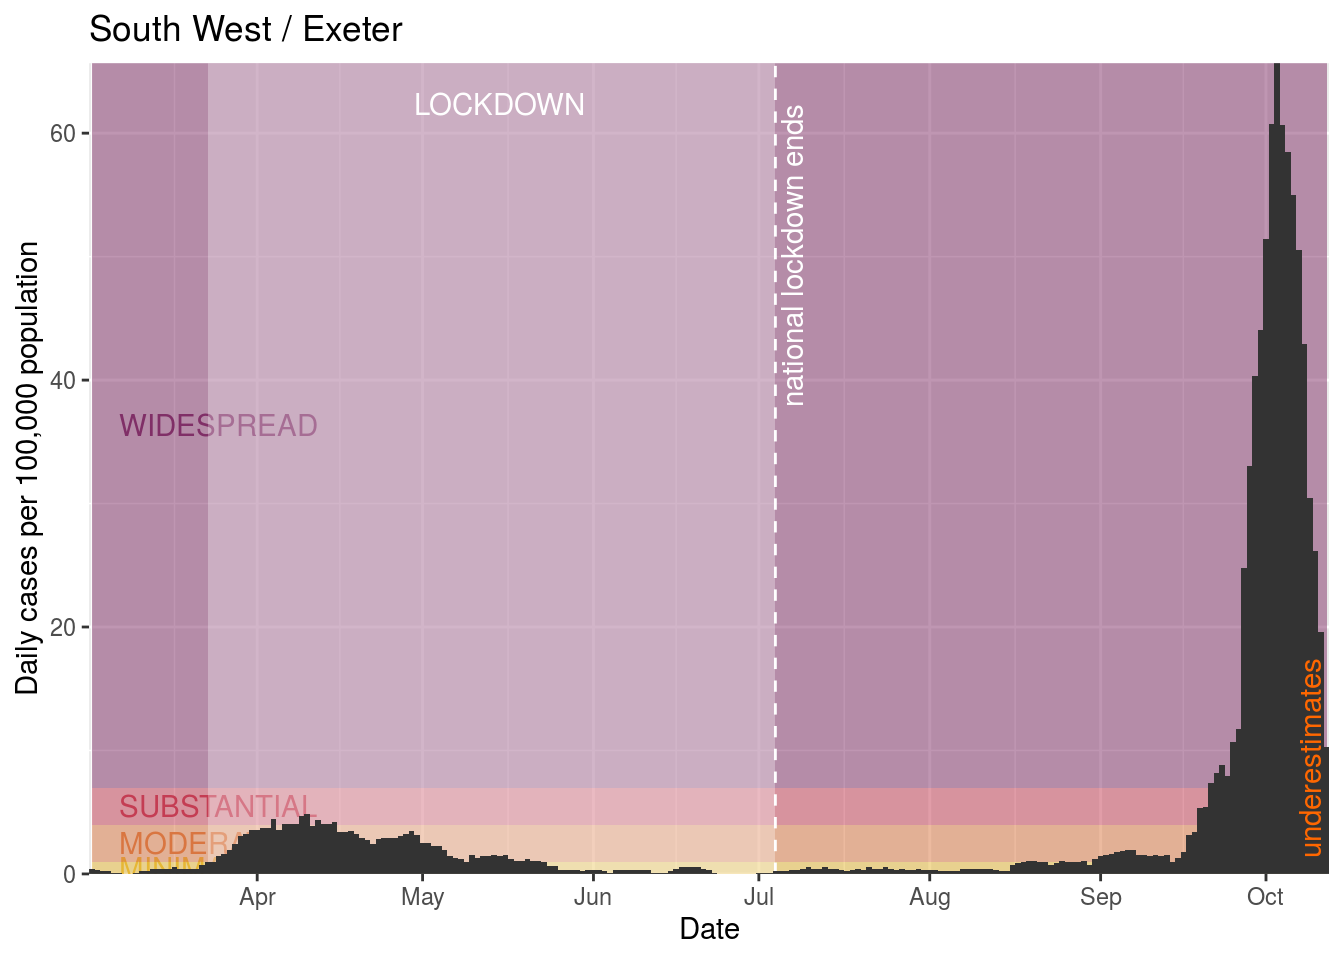 South West / Exeter
LOCKDOWN
national lockdown ends
WIDESPREAD
SUBSTANTIAL
underestimates
Daily cases per 100,000 population
60
40
20
0
Apr
May
Jun
Jul
Aug
Sep
Oct
Date